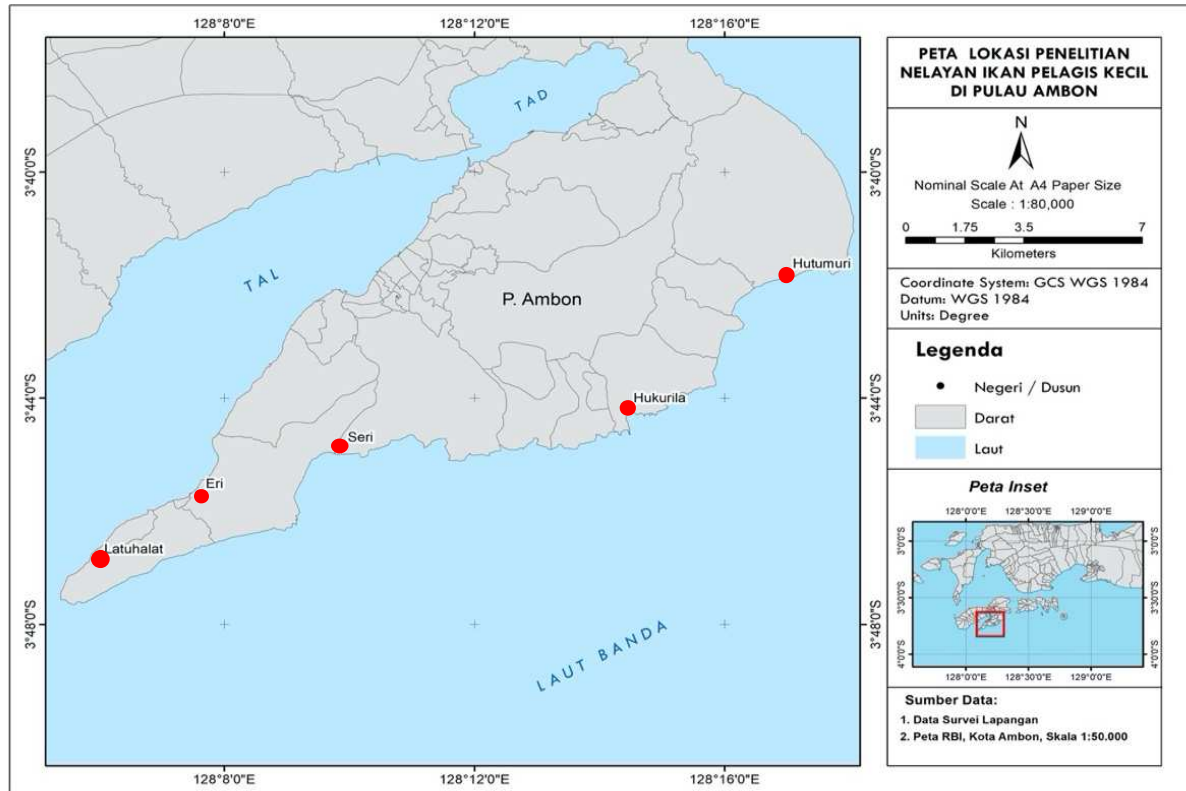 128°8'0"E
128°12'0"E
128°16'0"E
3°40'0"S
3°40'0"S
3°44'0"S
3°44'0"S
3°48'0"S
3°48'0"S
128°8'0"E
128°12'0"E
128°16'0"E
TAD
TAL
P. Ambon
Hutumuri
Hukurila
Seri
Eri
Latuhalat
LAUT BANDA
PETA LOKASI PENELITIAN
NELAYAN IKAN PELAGIS KECIL
DI PULAU AMBON
N
Nominal Scale At A4 Paper Size
Scale : 1:80,000
0 1.75 3.5 7
Kilometers
Coordinate System: GCS WGS 1984
Datum: WGS 1984
Units: Degree
Legenda
Negeri / Dusun
Darat
Laut
Peta Inset
128°0'0"E 128°30'0"E 129°0'0"E
3°0'0"S
3°0'0"S
3°30'0"S
3°30'0"S
4°0'0"S
4°0'0"S
128°0'0"E 128°30'0"E 129°0'0"E
Sumber Data:
1. Data Survei Lapangan
2. Peta RBI, Kota Ambon, Skala 1:50.000